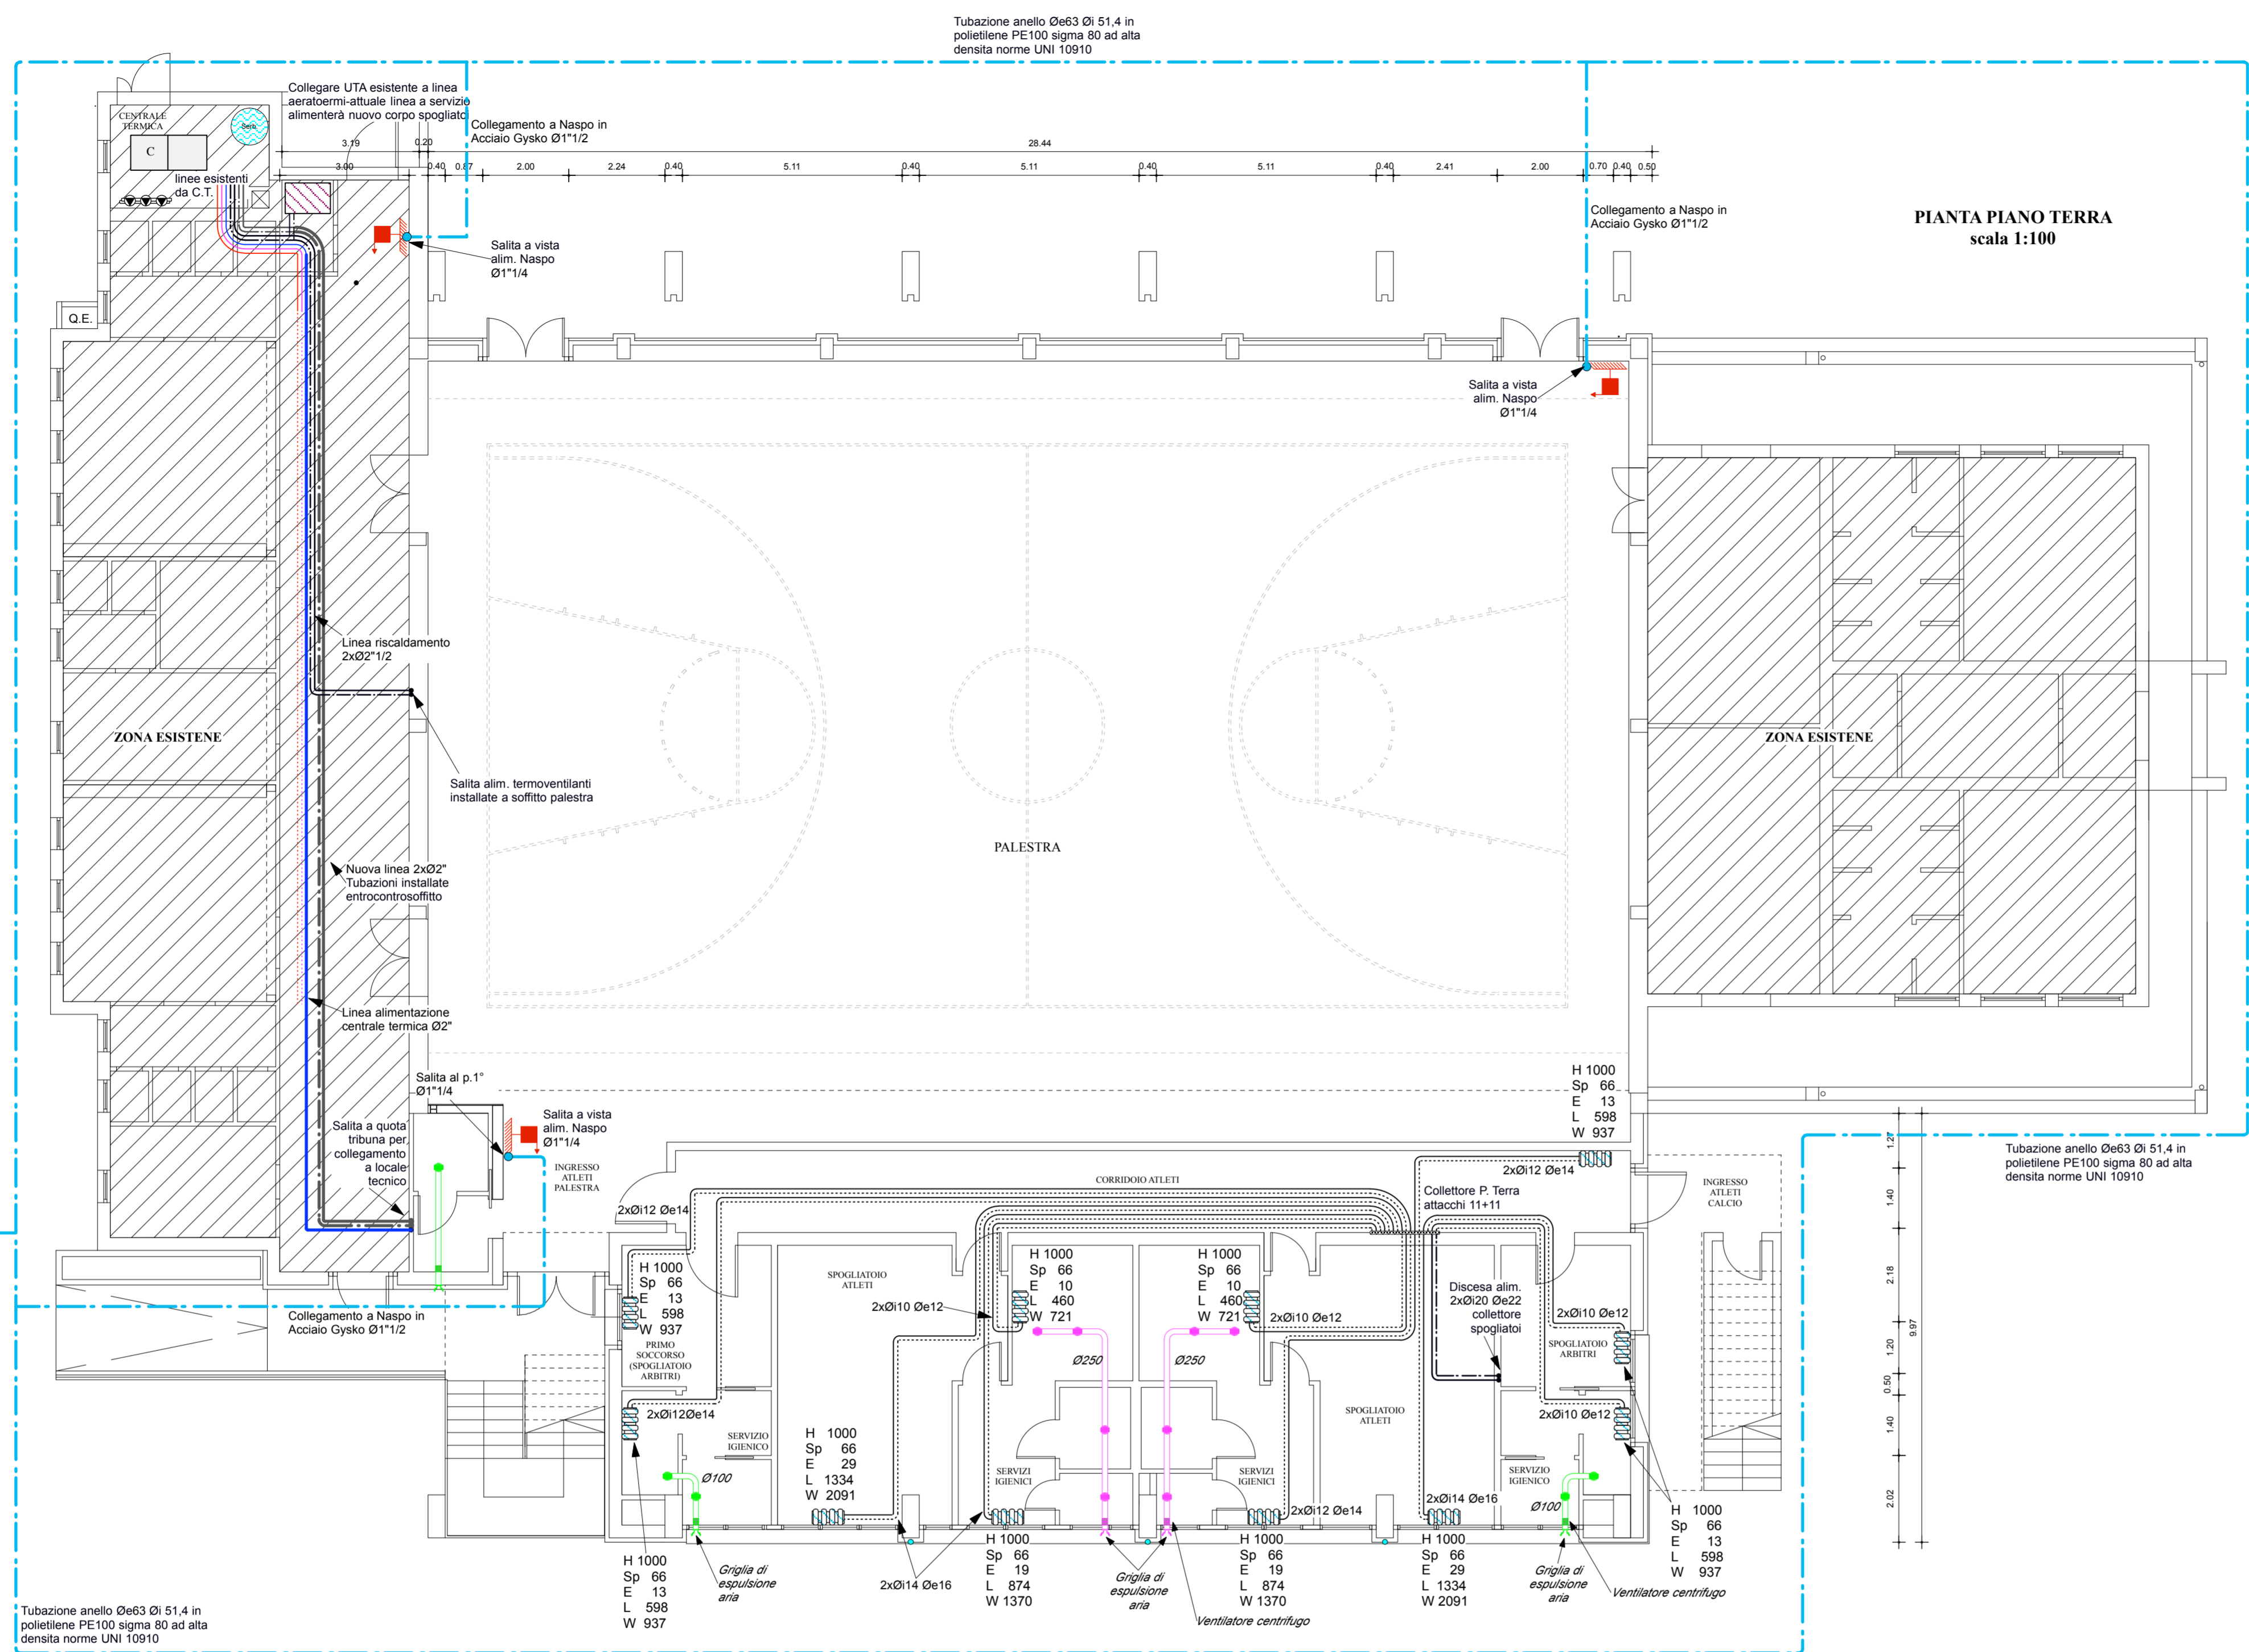 Tubazione anello Øe63 Øi 51,4 in
polietilene PE100 sigma 80 ad alta
densita norme UNI 10910
Collegare UTA esistente a linea
aeratoermi-attuale linea a servizio
alimenterà nuovo corpo spogliatoi
CENTRALE
TERMICA
Serb
C
linee esistenti
da C.T.
Collegamento a Naspo in
Acciaio Gysko Ø1"1/2
3.19
0.20
28.44
3.00
0.40
0.87
2.00
2.24
0.40
5.11
0.40
5.11
0.40
5.11
0.40
2.41
2.00
0.70
0.40
0.50
Collegamento a Naspo in
Acciaio Gysko Ø1"1/2
PIANTA PIANO TERRA
scala 1:100
Salita a vista
alim. Naspo
Ø1"1/4
Q.E.
Salita a vista
alim. Naspo
Ø1"1/4
Linea riscaldamento
2xØ2"1/2
ZONA ESISTENE
ZONA ESISTENE
Salita alim. termoventilanti
installate a soffitto palestra
PALESTRA
Nuova linea 2xØ2"
Tubazioni installate
entrocontrosoffitto
Linea alimentazione
centrale termica Ø2"
Salita al p.1°
Ø1"1/4
Salita a quota
tribuna per
collegamento
a locale
tecnico
Salita a vista
alim. Naspo
Ø1"1/4
INGRESSO
ATLETI
PALESTRA
H 1000
Sp 66
E 13
L 598
W 937
2xØi12 Øe14
Tubazione anello Øe63 Øi 51,4 in
polietilene PE100 sigma 80 ad alta
densita norme UNI 10910
CORRIDOIO ATLETI
Collettore P. Terra
attacchi 11+11
INGRESSO
ATLETI
CALCIO
1.27
1.40
2.18
1.20
0.50
1.40
2.02
9.97
2xØi12 Øe14
H 1000
Sp 66
E 13
L 598
W 937
PRIMO
SOCCORSO
(SPOGLIATOIO
ARBITRI)
SPOGLIATOIO
ATLETI
2xØi10 Øe12
H 1000
Sp 66
E 10
L 460
W 721
H 1000
Sp 66
E 10
L 460
W 721
2xØi10 Øe12
Discesa alim.
2xØi20 Øe22
collettore
spogliatoi
2xØi10 Øe12
SPOGLIATOIO
ARBITRI
Collegamento a Naspo in
Acciaio Gysko Ø1"1/2
Ø250
Ø250
2xØi12Øe14
SERVIZIO
IGIENICO
SPOGLIATOIO
ATLETI
2xØi10 Øe12
H 1000
Sp 66
E 29
L 1334
W 2091
Ø100
SERVIZI
IGIENICI
SERVIZI
IGIENICI
SERVIZIO
IGIENICO
2xØi12 Øe14
2xØi14 Øe16
Ø100
H 1000
Sp 66
E 13
L 598
W 937
H 1000
Sp 66
E 13
L 598
W 937
Griglia di
espulsione
aria
2xØi14 Øe16
H 1000
Sp 66
E 19
L 874
W 1370
Griglia di
espulsione
aria
Ventilatore centrifugo
H 1000
Sp 66
E 19
L 874
W 1370
H 1000
Sp 66
E 29
L 1334
W 2091
Griglia di
espulsione
aria
Ventilatore centrifugo
Tubazione anello Øe63 Øi 51,4 in
polietilene PE100 sigma 80 ad alta
densita norme UNI 10910